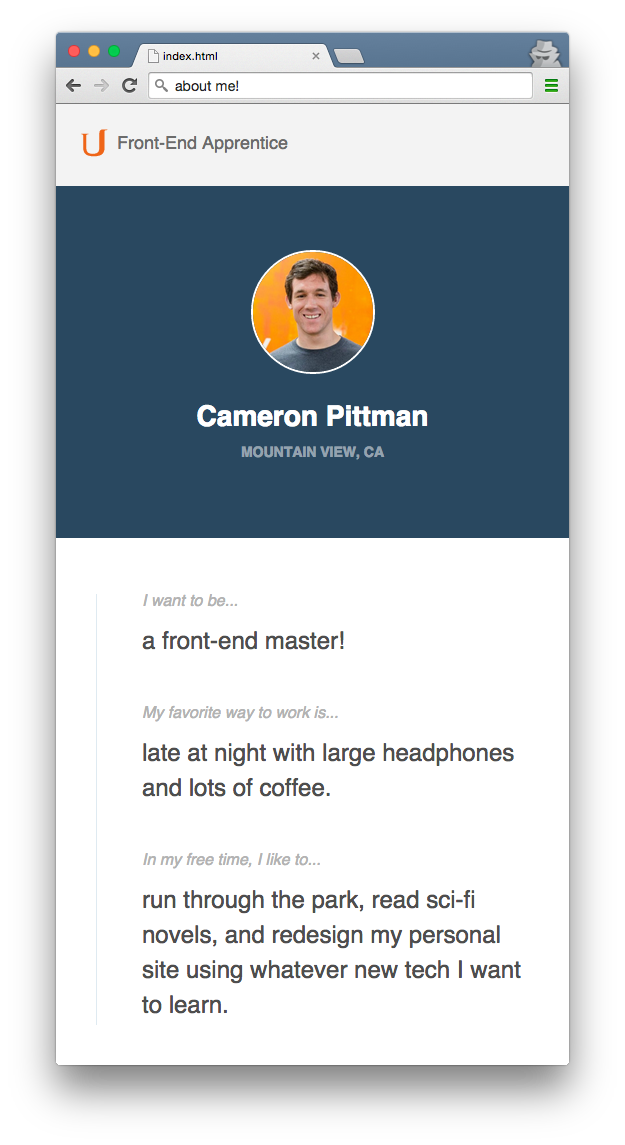 index.html
about me!
U Front-End Apprentice
Cameron Pittman
MOUNTAIN VIEW, CA
I want to be...
a front-end master!
My favorite way to work is...
late at night with large headphones
and lots of coffee.
In my free time, I like to...
run through the park, read sci-fi
novels, and redesign my personal
site using whatever new tech I want
to learn.